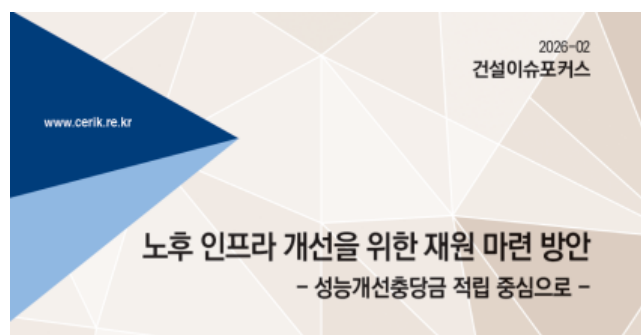 2026-02
건설이슈포커스
www.cerik.re.kr
노후 인프라 개선을 위한 재원 마련 방안
- 성능개선충당금 적립 중심으로 -